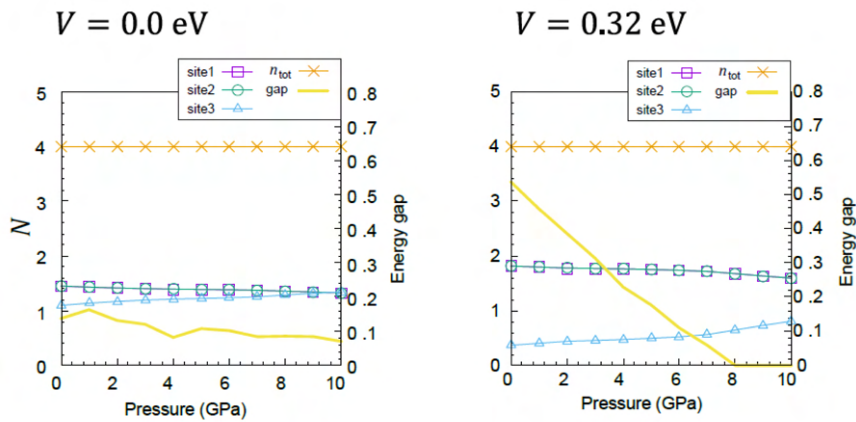 V = 0.0 eV
V = 0.32 eV
site1
n_tot
site2
gap
site3
5
4
3
2
1
0
N
0.8
0.7
0.6
0.5
0.4
0.3
0.2
0.1
0
Energy gap
0
2
4
6
8
10
Pressure (GPa)
site1
n_tot
site2
gap
site3
5
4
3
2
1
0
0.8
0.7
0.6
0.5
0.4
0.3
0.2
0.1
0
Energy gap
0
2
4
6
8
10
Pressure (GPa)